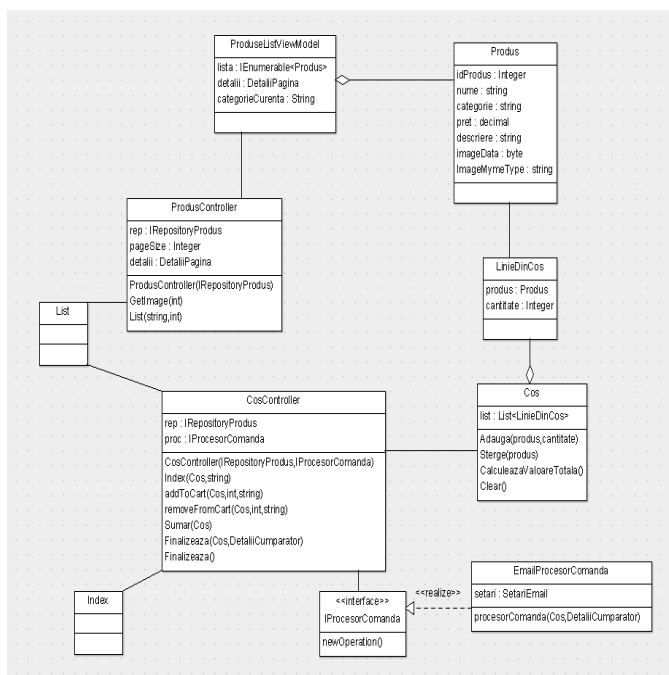 ProduseListViewModel
lista : IEnumerable<Produs>
detalii : DetaliiPagina
categorieCurenta : String
Produs
idProdus : Integer
nume : string
categorie : string
pret : decimal
descriere : string
imageData : byte
ImageMymeType : string
ProdusController
rep : IRepositoryProdus
pageSize : Integer
detalii : DetaliiPagina
ProdusController(IRepositoryProdus)
GetImage(int)
List(string,int)
LinieDinCos
produs : Produs
cantitate : Integer
List
CosController
rep : IRepositoryProdus
proc : IProcesorComanda
CosController(IRepositoryProdus,IProcesorComanda)
Index(Cos,string)
addToCart(Cos,int,string)
removeFromCart(Cos,int,string)
Sumar(Cos)
Finalizeaza(Cos,DetaliiCumparator)
Finalizeaza()
Cos
list : List<LinieDinCos>
Adauga(produs,cantitate)
Sterge(produs)
CalculeazaValoareTotala()
Clear()
Index
<<interface>>
IProcesorComanda
newOperation()
<<realize>>
EmailProcesorComanda
setari : SetariEmail
procesorComanda(Cos,DetaliiCumparator)